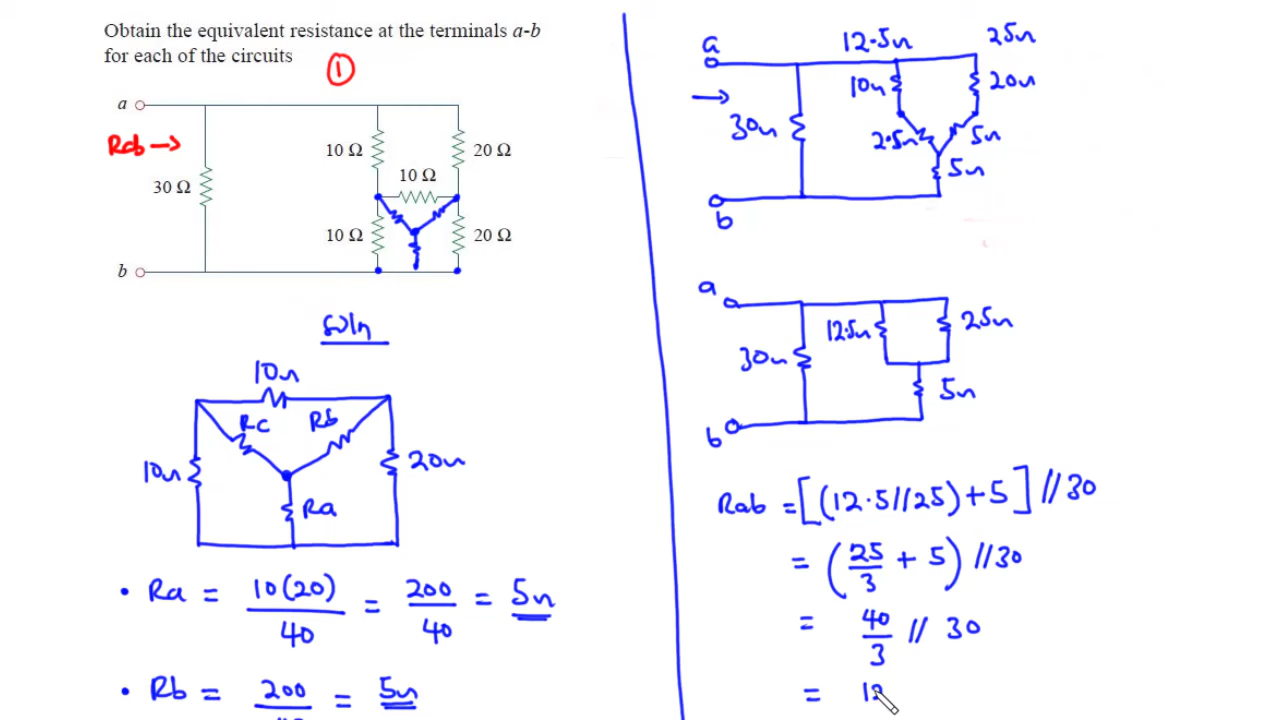 Obtain the equivalent resistance at the terminals a-b
for each of the circuits
①
a
Rab →
30 Ω
10 Ω
20 Ω
10 Ω
10 Ω
20 Ω
b
soln
10Ω
Rc
Rb
10Ω
20Ω
Ra
• Ra = 10(20)/40 = 200/40 = 5Ω
• Rb = 200/ = 5Ω
a
12.5Ω
25Ω
→
10Ω
20Ω
30Ω
2.5Ω
5Ω
5Ω
b
a
12.5Ω
25Ω
30Ω
5Ω
b
Rab = [(12.5//25)+5]//30
= (25/3 + 5)//30
= 40/3 // 30
=